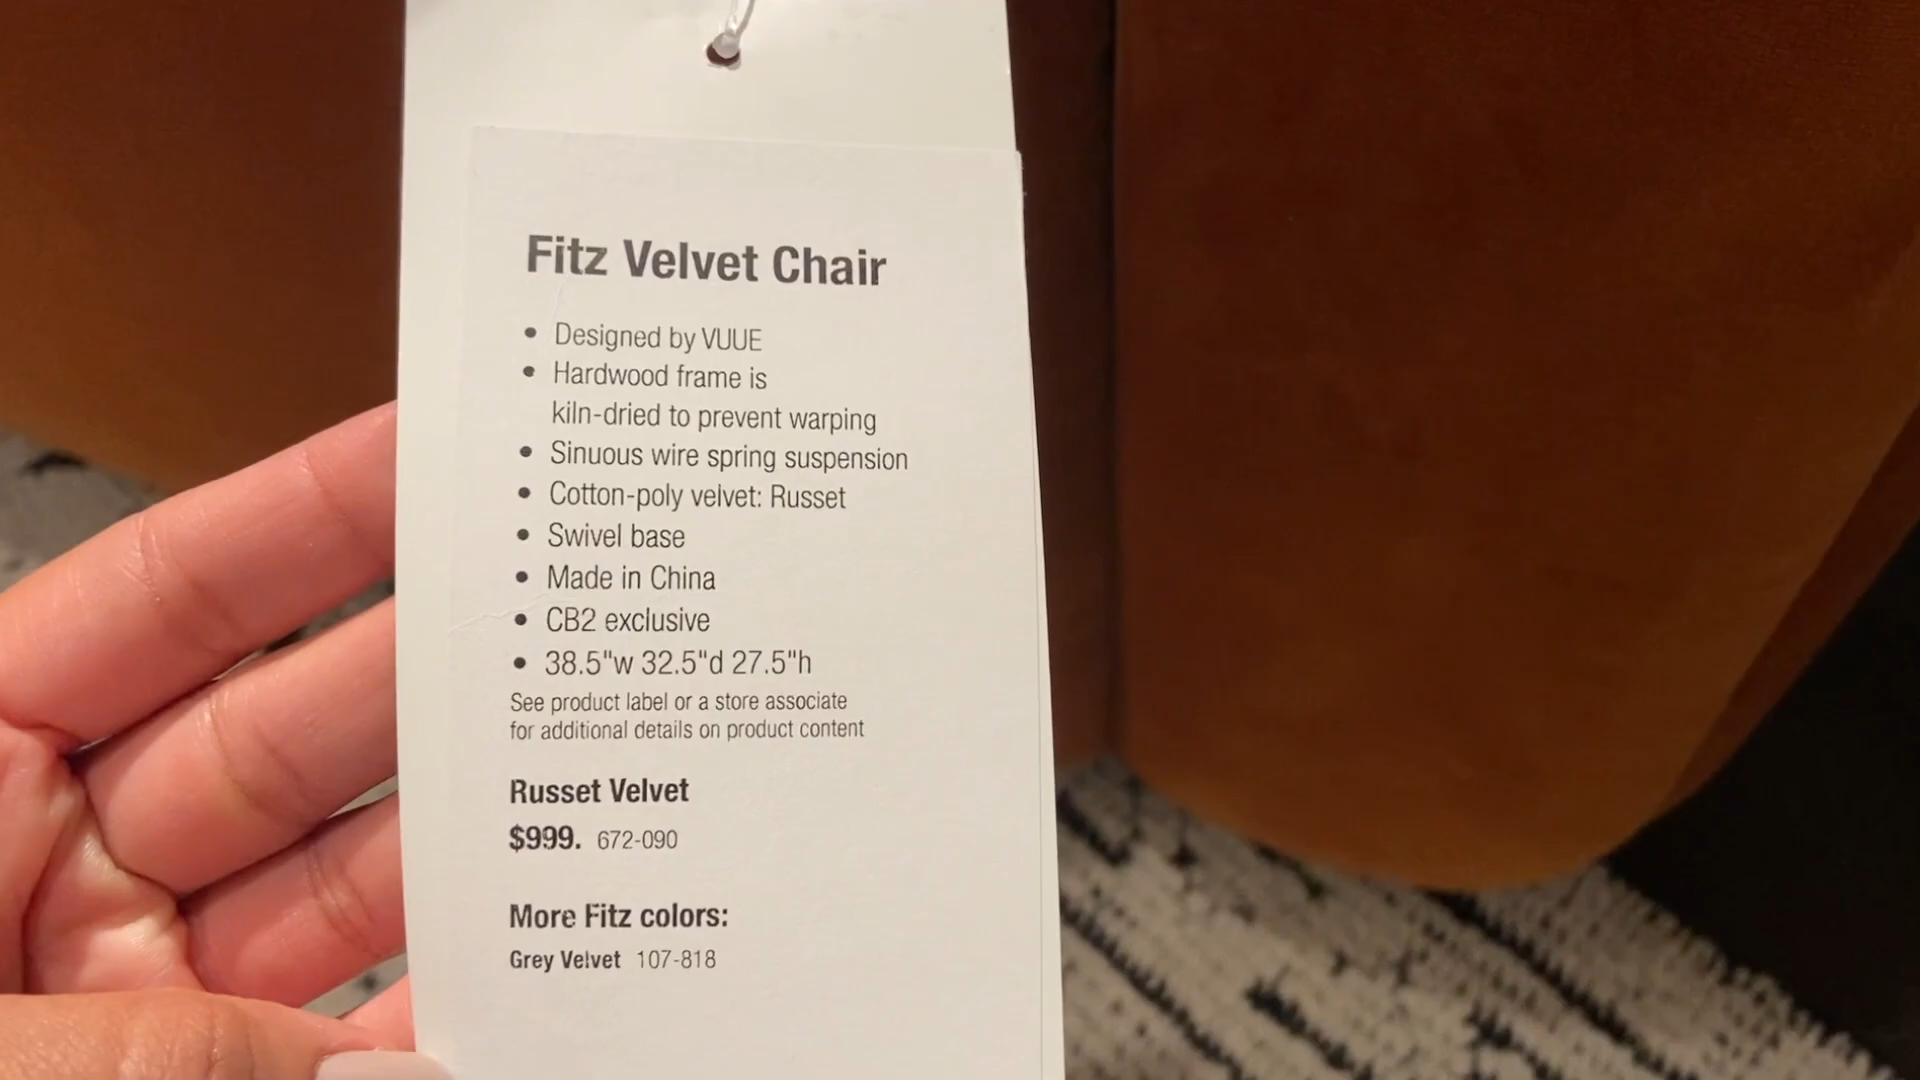 Fitz Velvet Chair
• Designed by VUUE
• Hardwood frame is
kiln-dried to prevent warping
• Sinuous wire spring suspension
• Cotton-poly velvet: Russet
• Swivel base
• Made in China
• CB2 exclusive
• 38.5"w 32.5"d 27.5"h
See product label or a store associate
for additional details on product content
Russet Velvet
$999. 672-090
More Fitz colors:
Grey Velvet 107-818